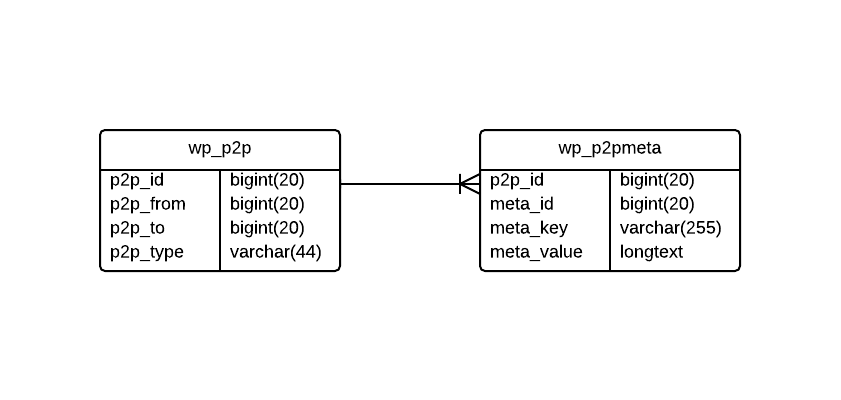 wp_p2p
p2p_id bigint(20)
p2p_from bigint(20)
p2p_to bigint(20)
p2p_type varchar(44)
wp_p2pmeta
p2p_id bigint(20)
meta_id bigint(20)
meta_key varchar(255)
meta_value longtext